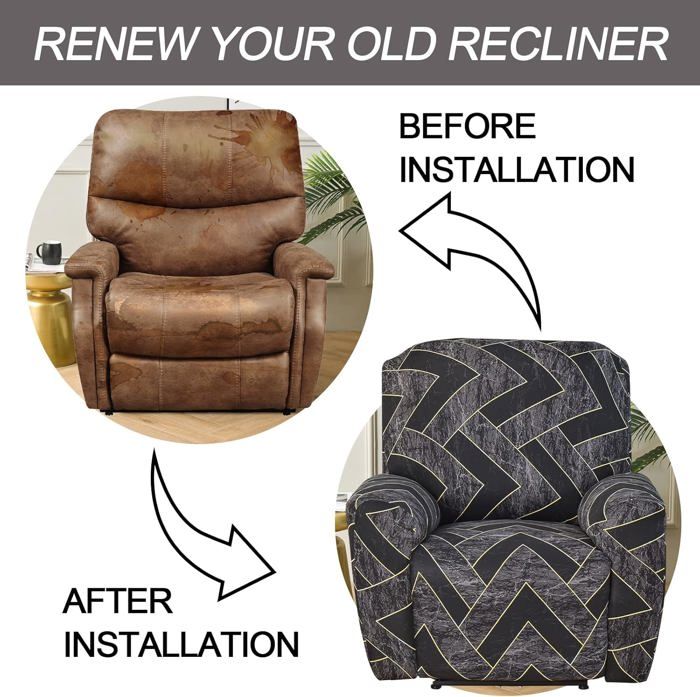 RENEW YOUR OLD RECLINER
BEFORE
INSTALLATION
AFTER
INSTALLATION